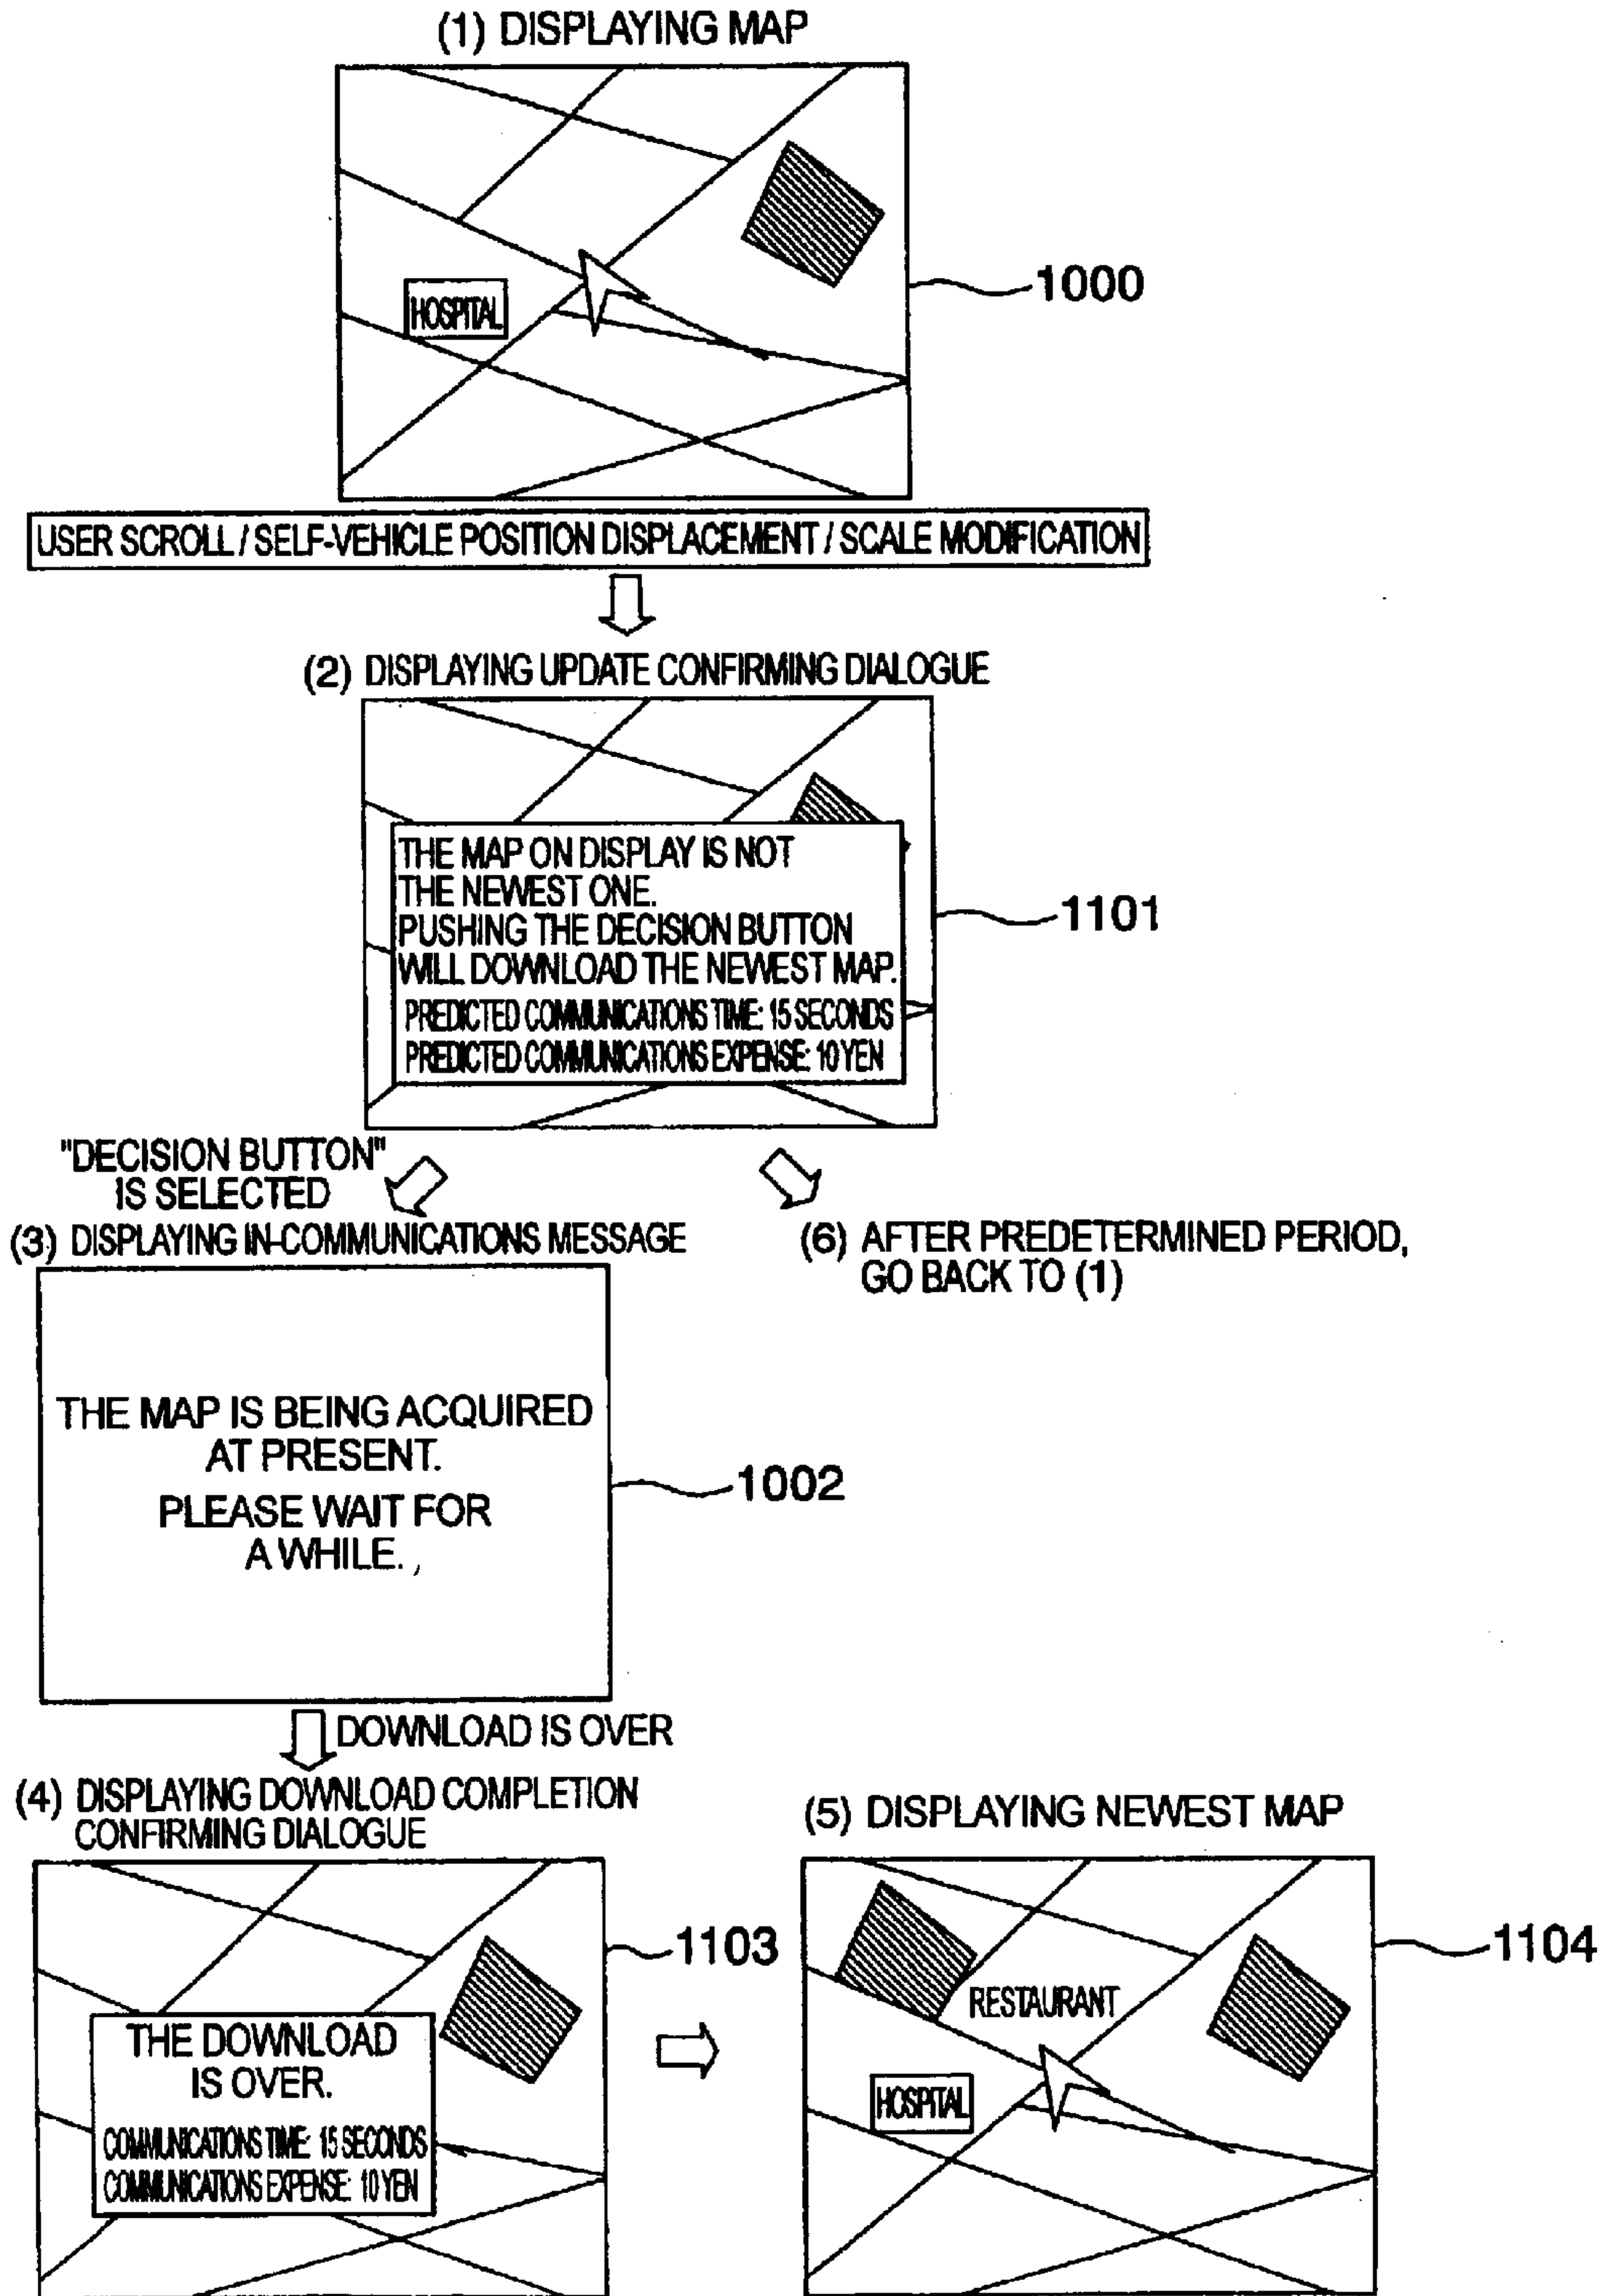 (1) DISPLAYING MAP
HOSPITAL
1000
USER SCROLL / SELF-VEHICLE POSITION DISPLACEMENT / SCALE MODIFICATION
(2) DISPLAYING UPDATE CONFIRMING DIALOGUE
THE MAP ON DISPLAY IS NOT
THE NEWEST ONE.
PUSHING THE DECISION BUTTON
WILL DOWNLOAD THE NEWEST MAP.
PREDICTED COMMUNICATIONS TIME: 15 SECONDS
PREDICTED COMMUNICATIONS EXPENSE: 10 YEN
1101
"DECISION BUTTON"
IS SELECTED
(3) DISPLAYING IN-COMMUNICATIONS MESSAGE
(6) AFTER PREDETERMINED PERIOD,
GO BACK TO (1)
THE MAP IS BEING ACQUIRED
AT PRESENT.
PLEASE WAIT FOR
A WHILE.
1002
DOWNLOAD IS OVER
(4) DISPLAYING DOWNLOAD COMPLETION
CONFIRMING DIALOGUE
THE DOWNLOAD
IS OVER.
COMMUNICATIONS TIME: 15 SECONDS
COMMUNICATIONS EXPENSE: 10 YEN
1103
(5) DISPLAYING NEWEST MAP
RESTAURANT
HOSPITAL
1104